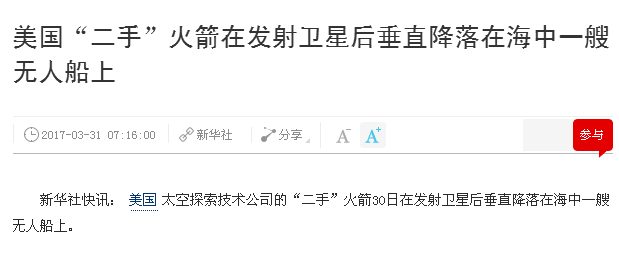 美国“二手”火箭在发射卫星后垂直降落在海中一艘
无人船上
2017-03-31 07:16:00 新华社 分享 A- A+ 参与
新华社快讯： 美国 太空探索技术公司的“二手”火箭30日在发射卫星后垂直降落在海中一艘
无人船上。